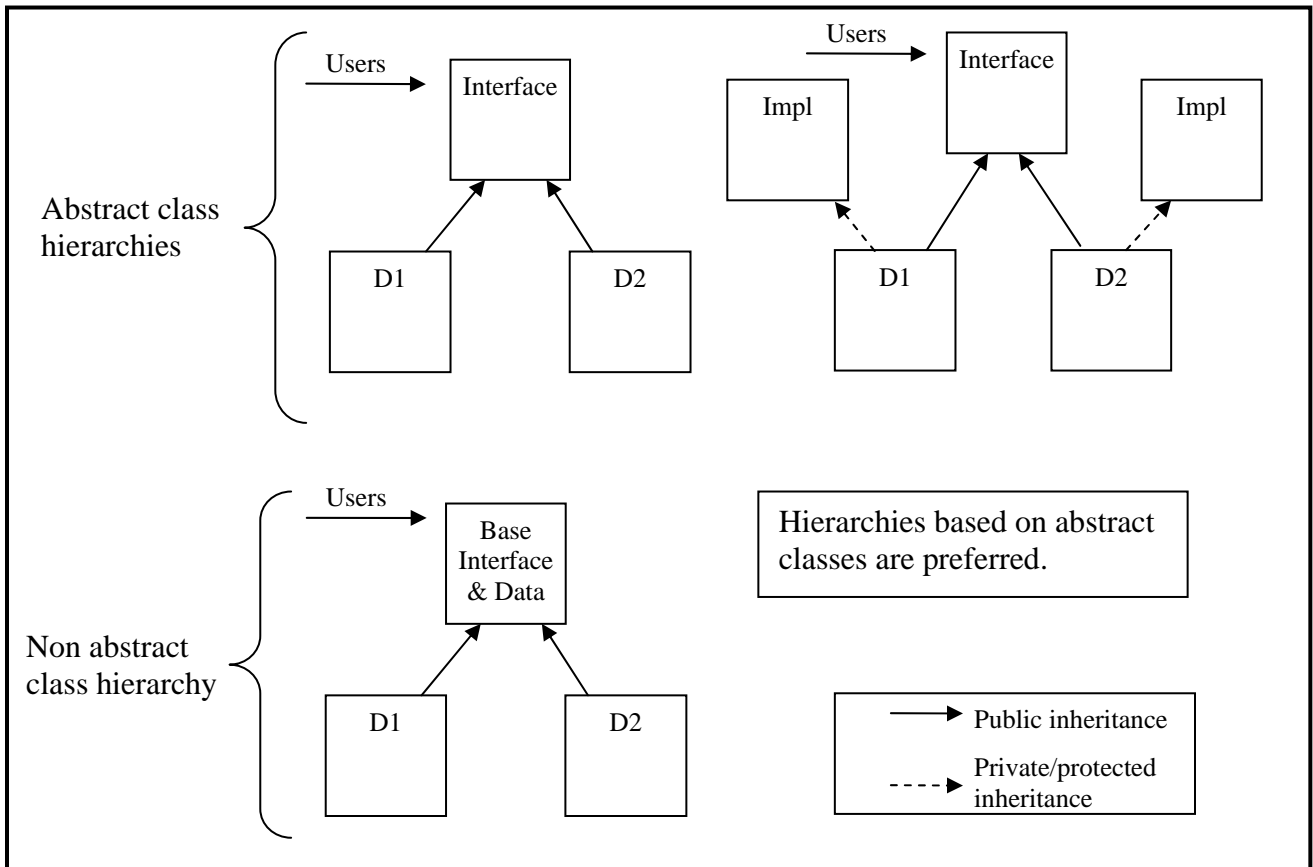 Users
Interface
Abstract class
hierarchies
D1
D2
Users
Interface
Impl
Impl
D1
D2
Users
Base
Interface
& Data
Non abstract
class hierarchy
D1
D2
Hierarchies based on abstract
classes are preferred.
Public inheritance
Private/protected
inheritance